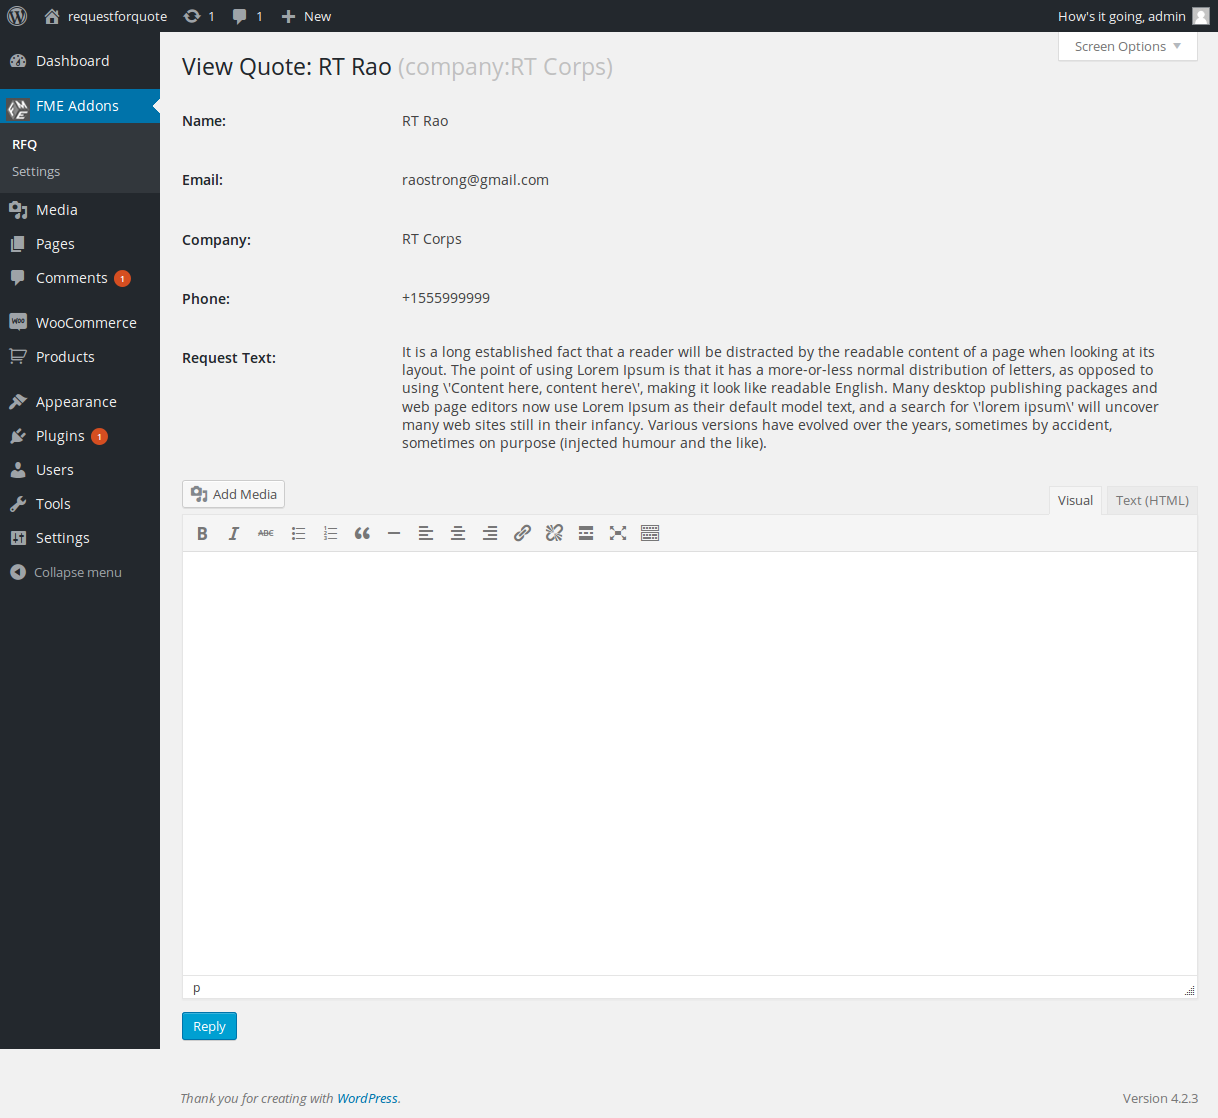 requestforquote 1 1 New How's it going, admin
Screen Options
Dashboard
FME Addons
RFQ
Settings
Media
Pages
Comments 1
WooCommerce
Products
Appearance
Plugins 1
Users
Tools
Settings
Collapse menu
View Quote: RT Rao (company:RT Corps)
Name: RT Rao
Email: raostrong@gmail.com
Company: RT Corps
Phone: +1555999999
Request Text: It is a long established fact that a reader will be distracted by the readable content of a page when looking at its
layout. The point of using Lorem Ipsum is that it has a more-or-less normal distribution of letters, as opposed to
using \'Content here, content here\', making it look like readable English. Many desktop publishing packages and
web page editors now use Lorem Ipsum as their default model text, and a search for \'lorem ipsum\' will uncover
many web sites still in their infancy. Various versions have evolved over the years, sometimes by accident,
sometimes on purpose (injected humour and the like).
Add Media Visual Text (HTML)
B I ABC
p
Reply
Thank you for creating with WordPress. Version 4.2.3